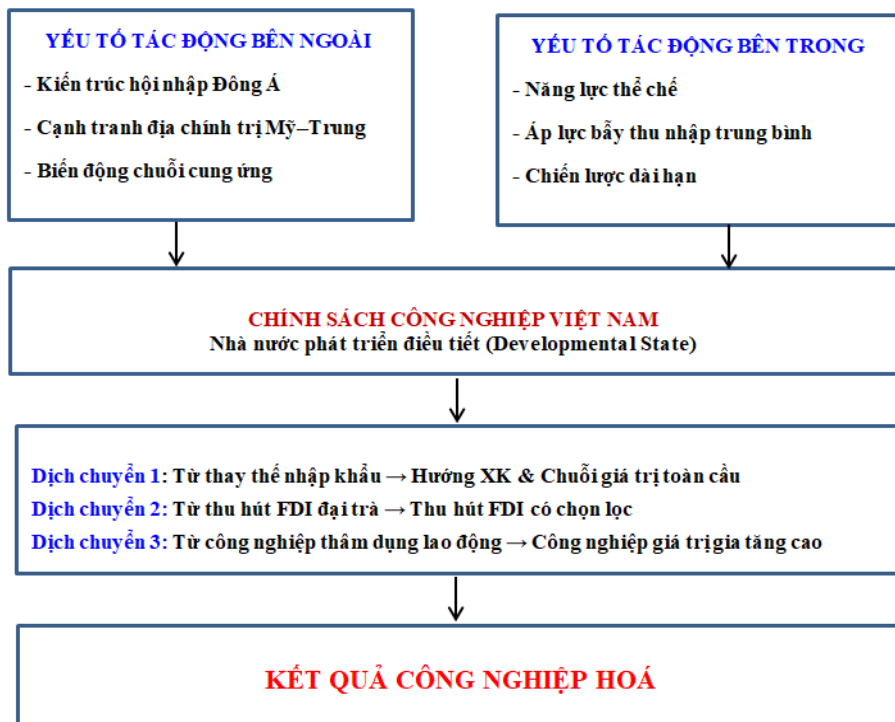 YẾU TỐ TÁC ĐỘNG BÊN NGOÀI
- Kiến trúc hội nhập Đông Á
- Cạnh tranh địa chính trị Mỹ–Trung
- Biến động chuỗi cung ứng
YẾU TỐ TÁC ĐỘNG BÊN TRONG
- Năng lực thể chế
- Áp lực bẫy thu nhập trung bình
- Chiến lược dài hạn
CHÍNH SÁCH CÔNG NGHIỆP VIỆT NAM
Nhà nước phát triển điều tiết (Developmental State)
Dịch chuyển 1: Từ thay thế nhập khẩu → Hướng XK & Chuỗi giá trị toàn cầu
Dịch chuyển 2: Từ thu hút FDI đại trà → Thu hút FDI có chọn lọc
Dịch chuyển 3: Từ công nghiệp thâm dụng lao động → Công nghiệp giá trị gia tăng cao
KẾT QUẢ CÔNG NGHIỆP HOÁ